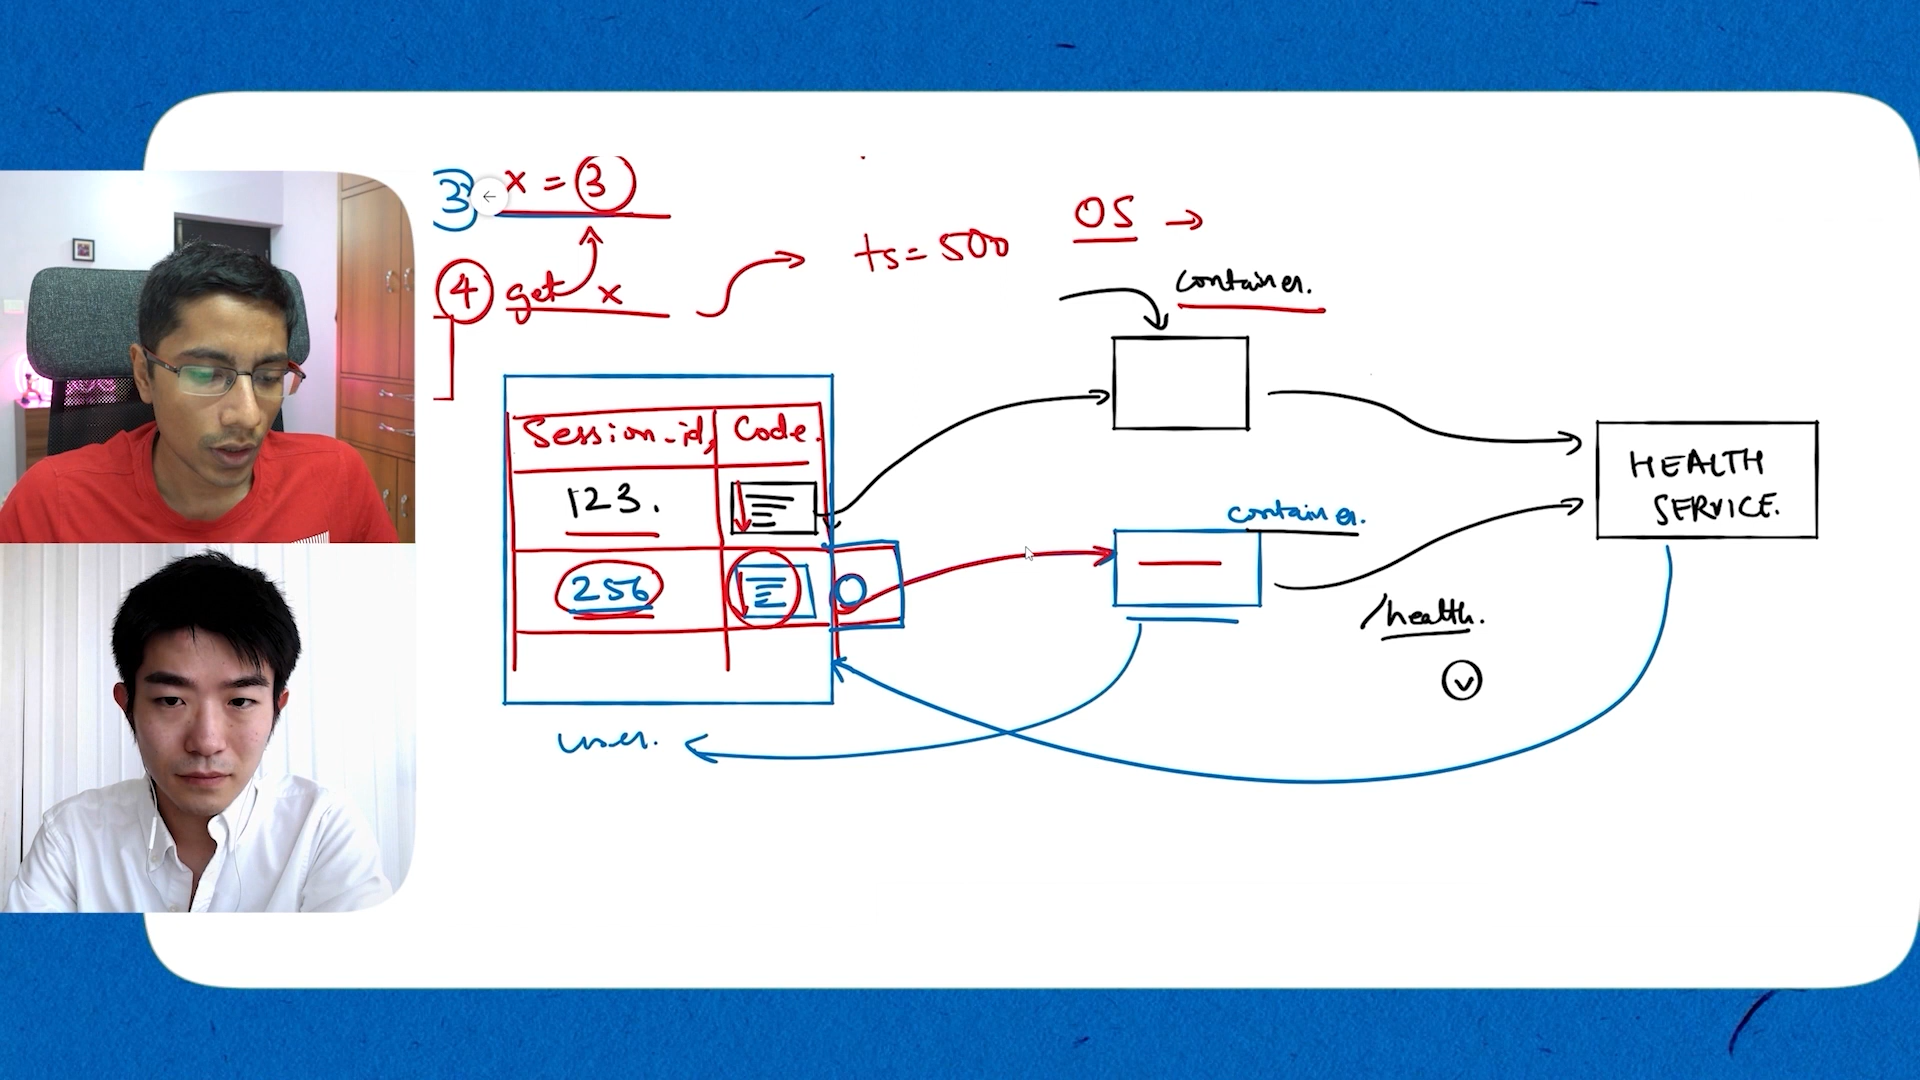 3 x = 3
4 get x
ts = 500
OS →
container.
Session_id, Code.
123.
256
container.
HEALTH
SERVICE.
/health.
v
user.